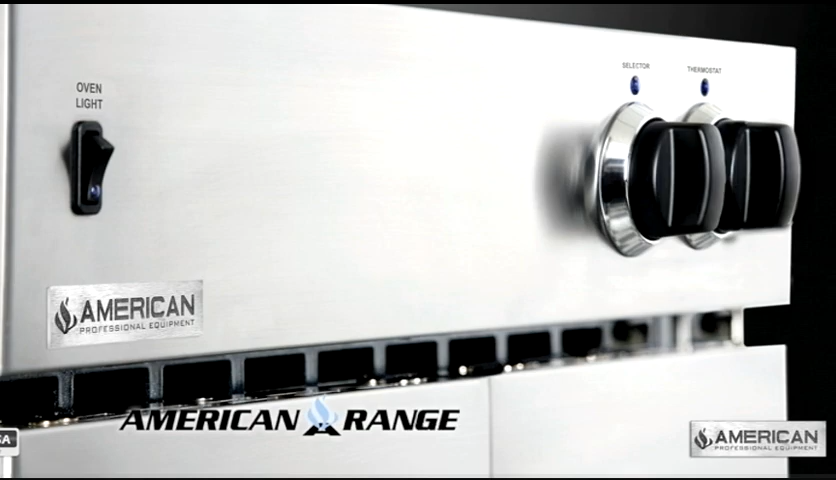 OVEN
LIGHT
SELECTOR
THERMOSTAT
AMERICAN
PROFESSIONAL EQUIPMENT
AMERICAN RANGE
AMERICAN
PROFESSIONAL EQUIPMENT